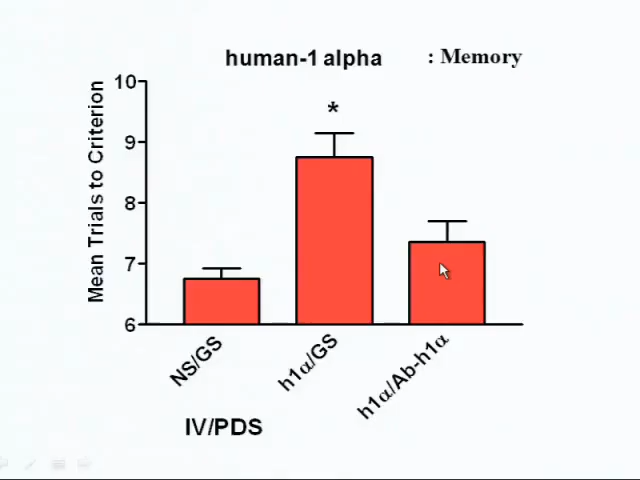 human-1 alpha : Memory
Mean Trials to Criterion
10
9
8
7
6
*
NS/GS
h1α/GS
h1α/Ab-h1α
IV/PDS